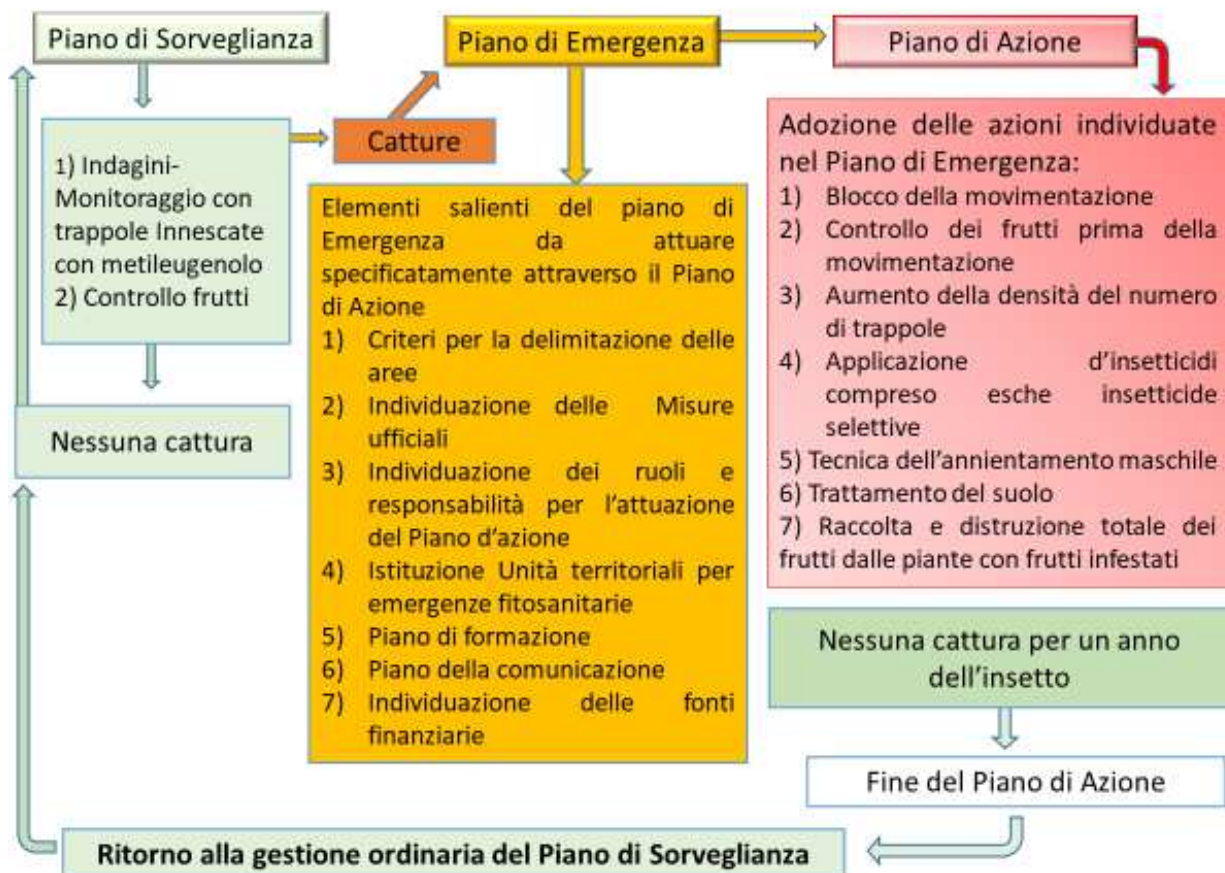 Piano di Sorveglianza
1) Indagini-
Monitoraggio con
trappole Innescate
con metileugenolo
2) Controllo frutti
Nessuna cattura
Catture
Piano di Emergenza
Elementi salienti del piano di
Emergenza da attuare
specificatamente attraverso il Piano
di Azione
1) Criteri per la delimitazione delle
aree
2) Individuazione delle Misure
ufficiali
3) Individuazione dei ruoli e
responsabilità per l'attuazione
del Piano d'azione
4) Istituzione Unità territoriali per
emergenze fitosanitarie
5) Piano di formazione
6) Piano della comunicazione
7) Individuazione delle fonti
finanziarie
Piano di Azione
Adozione delle azioni individuate
nel Piano di Emergenza:
1) Blocco della movimentazione
2) Controllo dei frutti prima della
movimentazione
3) Aumento della densità del numero
di trappole
4) Applicazione d'insetticidi
compreso esche insetticide
selettive
5) Tecnica dell'annientamento maschile
6) Trattamento del suolo
7) Raccolta e distruzione totale dei
frutti dalle piante con frutti infestati
Nessuna cattura per un anno
dell'insetto
Fine del Piano di Azione
Ritorno alla gestione ordinaria del Piano di Sorveglianza